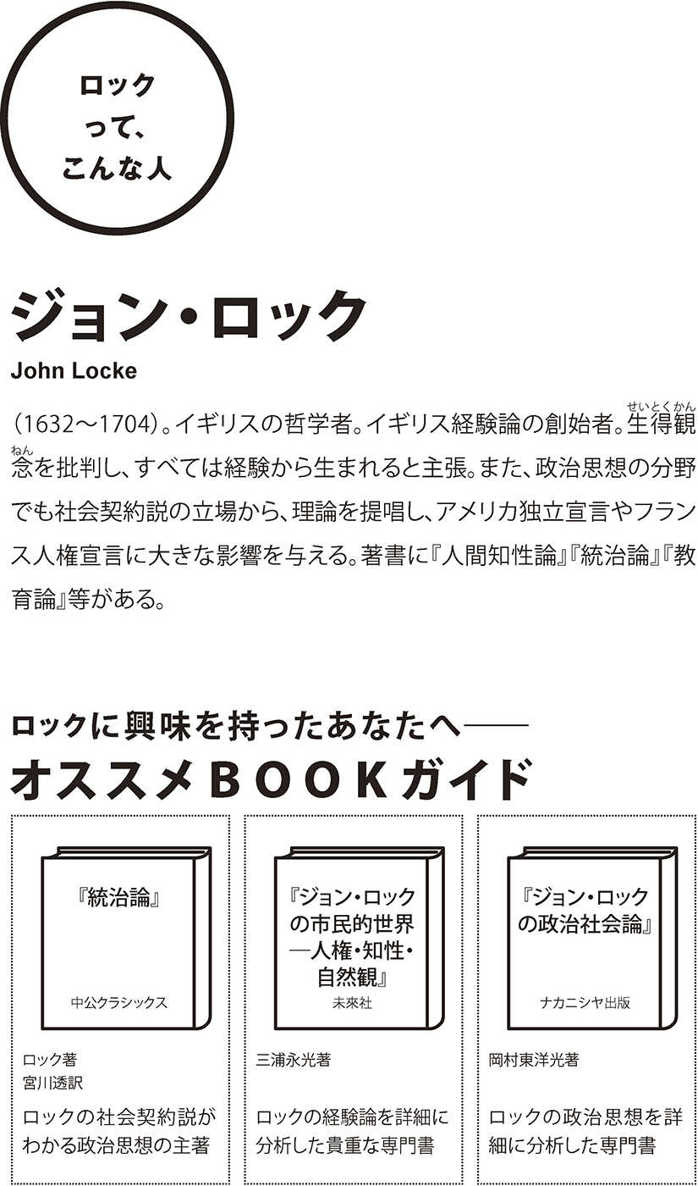 ロック
って、
こんな人
ジョン・ロック
John Locke
（1632〜1704）。イギリスの哲学者。イギリス経験論の創始者。生得観
せいとくかん
念を批判し、すべては経験から生まれると主張。また、政治思想の分野
ねん
でも社会契約説の立場から、理論を提唱し、アメリカ独立宣言やフラン
ス人権宣言に大きな影響を与える。著書に『人間知性論』『統治論』『教
育論』等がある。
ロックに興味を持ったあなたへ――
オススメBOOKガイド
『統治論』
中公クラシックス
ロック著
宮川透訳
ロックの社会契約説が
わかる政治思想の主著
『ジョン・ロック
の市民的世界
―人権・知性・
自然観』
未來社
三浦永光著
ロックの経験論を詳細に
分析した貴重な専門書
『ジョン・ロック
の政治社会論』
ナカニシヤ出版
岡村東洋光著
ロックの政治思想を詳
細に分析した専門書